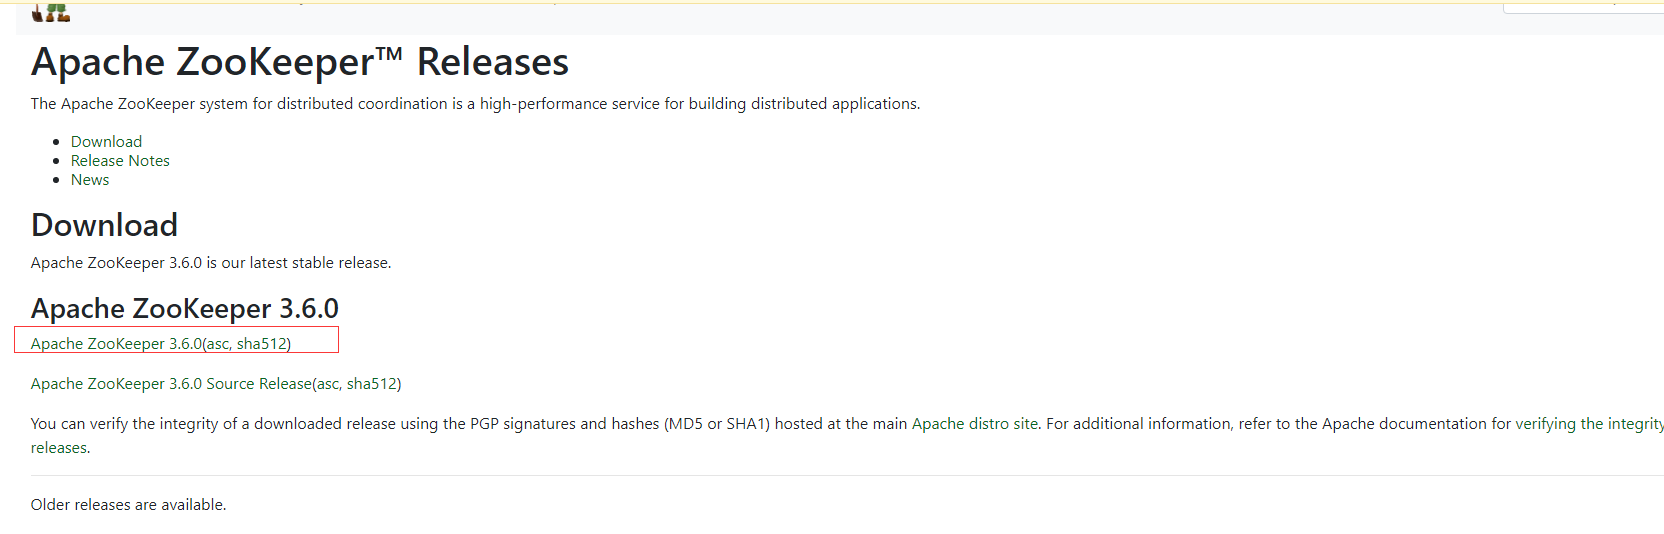 Apache ZooKeeper™ Releases
The Apache ZooKeeper system for distributed coordination is a high-performance service for building distributed applications.
Download
Release Notes
News
Download
Apache ZooKeeper 3.6.0 is our latest stable release.
Apache ZooKeeper 3.6.0
Apache ZooKeeper 3.6.0(asc, sha512)
Apache ZooKeeper 3.6.0 Source Release(asc, sha512)
You can verify the integrity of a downloaded release using the PGP signatures and hashes (MD5 or SHA1) hosted at the main Apache distro site. For additional information, refer to the Apache documentation for verifying the integrity
releases.
Older releases are available.